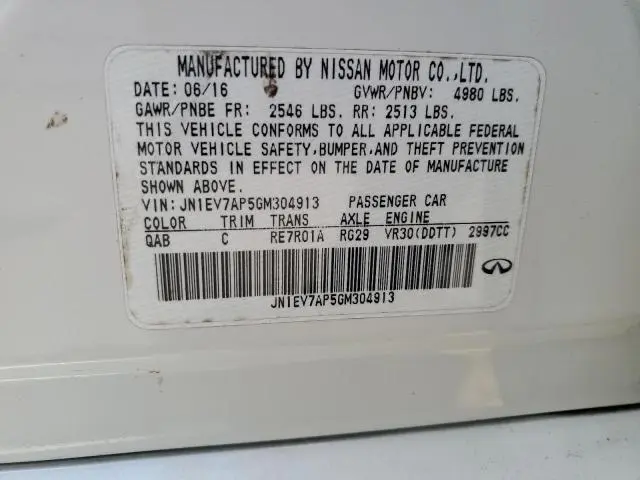 MANUFACTURED BY NISSAN MOTOR CO.,LTD.
DATE: 06/16 GVWR/PNBV: 4980 LBS.
GAWR/PNBE FR: 2546 LBS. RR: 2513 LBS.
THIS VEHICLE CONFORMS TO ALL APPLICABLE FEDERAL
MOTOR VEHICLE SAFETY,BUMPER,AND THEFT PREVENTION
STANDARDS IN EFFECT ON THE DATE OF MANUFACTURE
SHOWN ABOVE.
VIN: JN1EV7AP5GM304913 PASSENGER CAR
COLOR TRIM TRANS AXLE ENGINE
QAB C RE7R01A RG29 VR30(DDTT) 2997CC
JN1EV7AP5GM304913